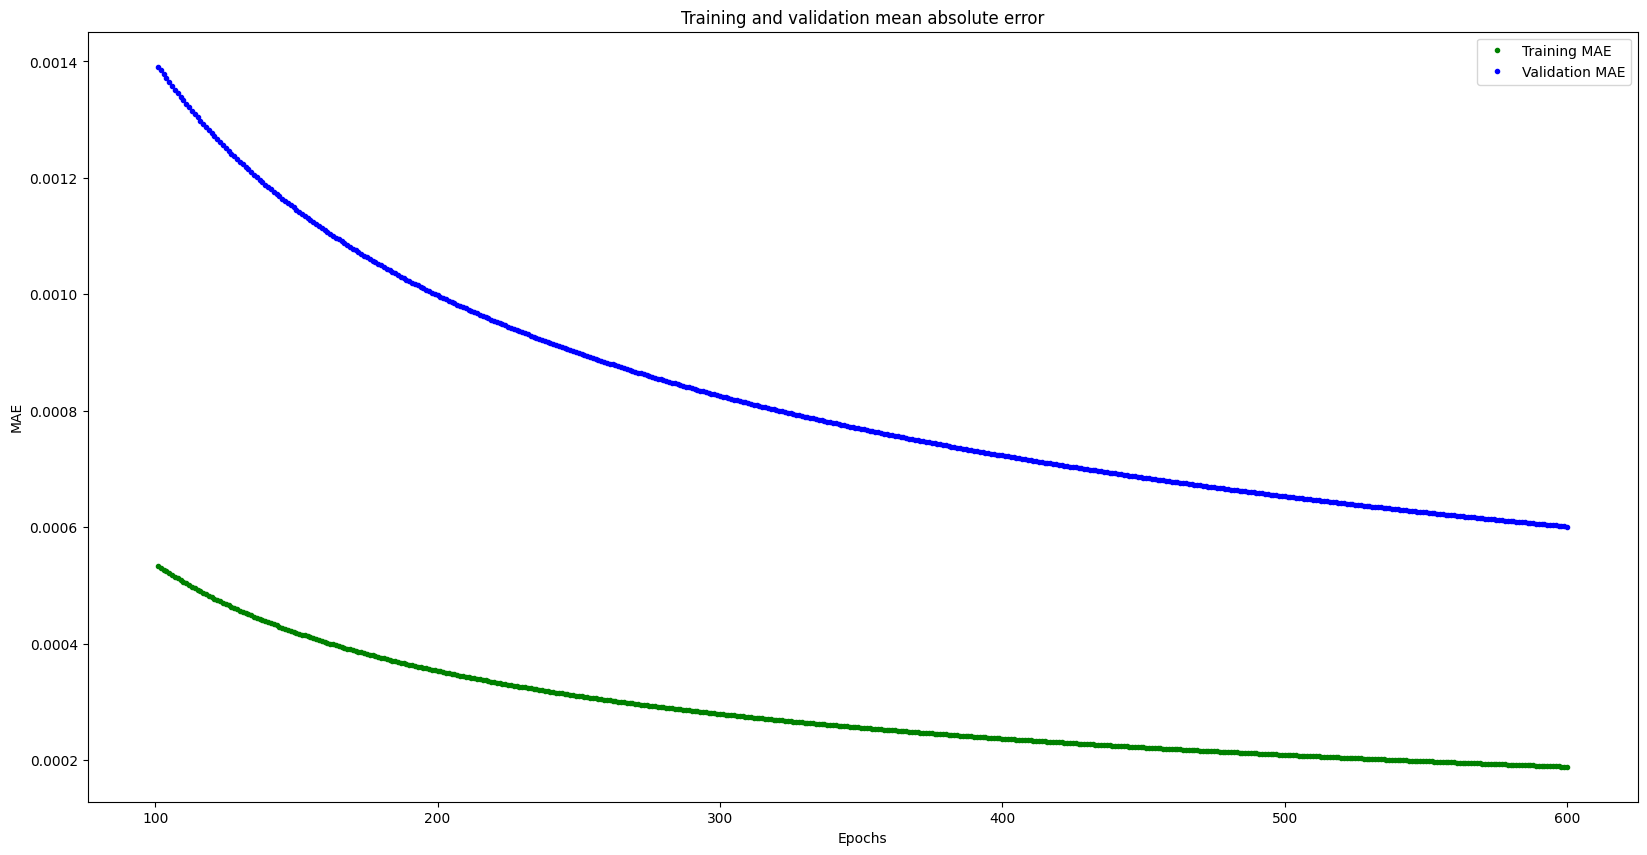 Training and validation mean absolute error
Training MAE
Validation MAE
0.0014
0.0012
0.0010
0.0008
0.0006
0.0004
0.0002
MAE
100 200 300 400 500 600
Epochs